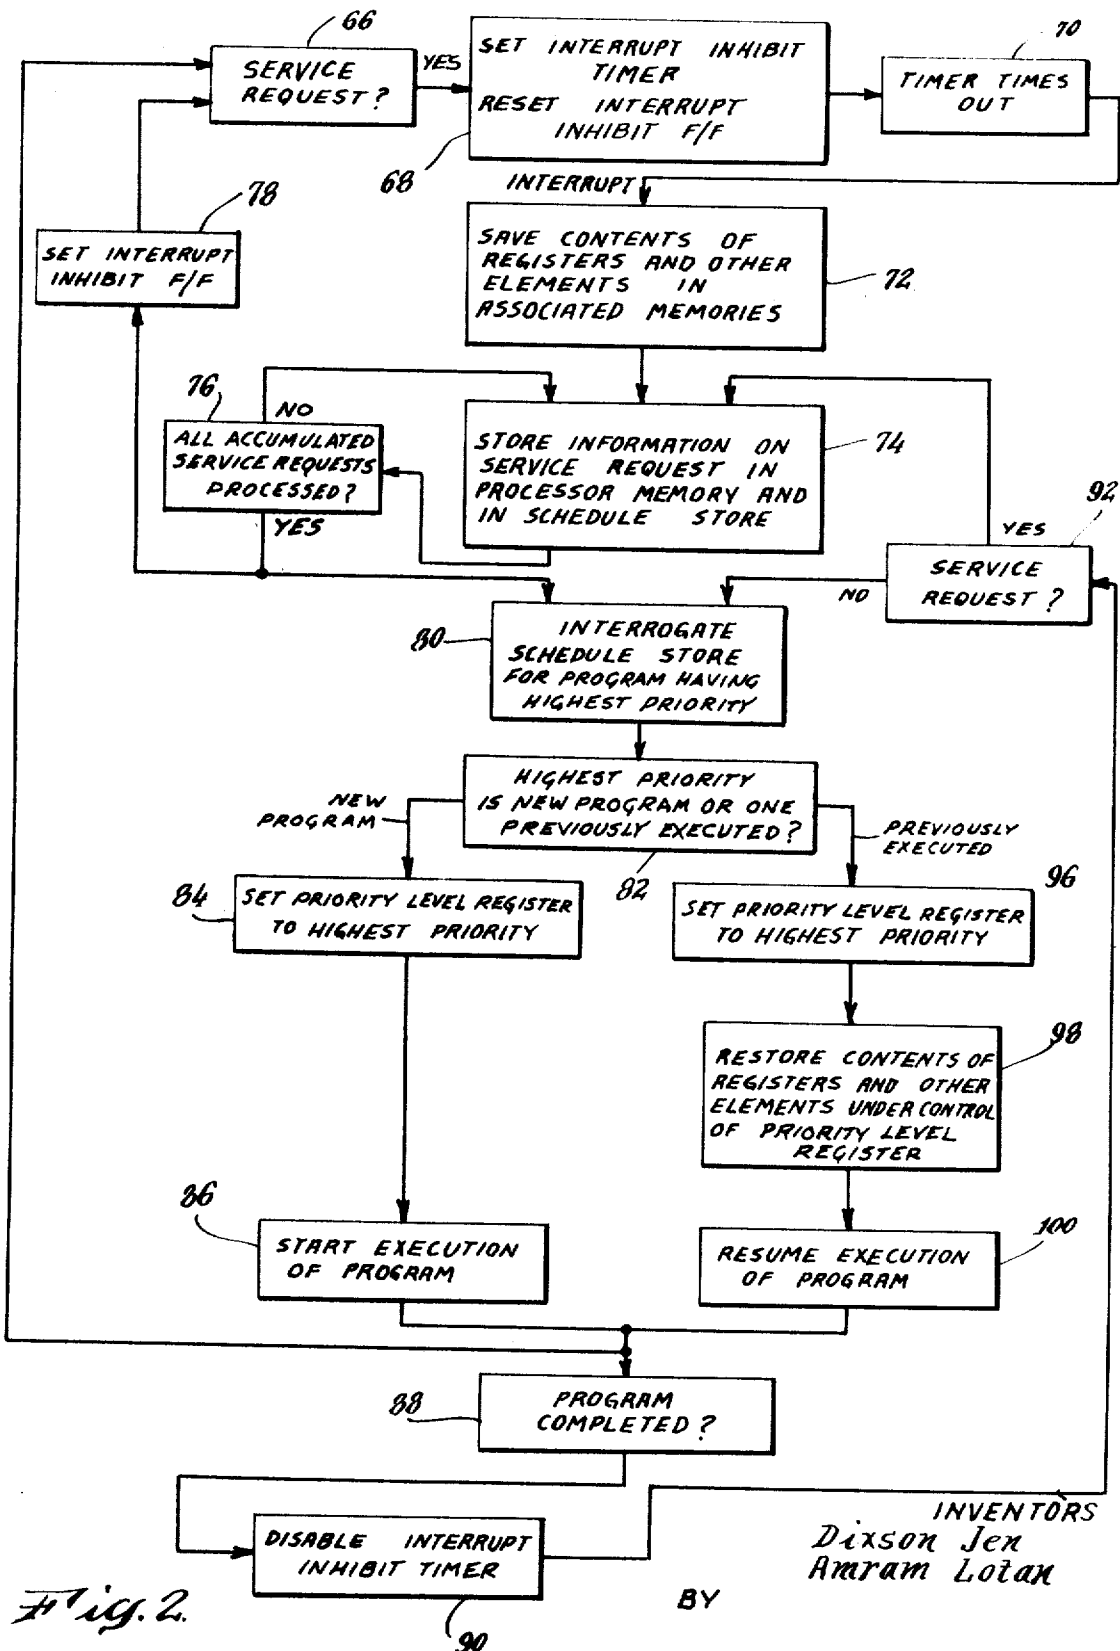 66
SERVICE
REQUEST?
YES
SET INTERRUPT INHIBIT
TIMER
RESET INTERRUPT
INHIBIT F/F
68
70
TIMER TIMES
OUT
INTERRUPT
78
SET INTERRUPT
INHIBIT F/F
SAVE CONTENTS OF
REGISTERS AND OTHER
ELEMENTS IN
ASSOCIATED MEMORIES
72
76
NO
ALL ACCUMULATED
SERVICE REQUESTS
PROCESSED?
YES
STORE INFORMATION ON
SERVICE REQUEST IN
PROCESSOR MEMORY AND
IN SCHEDULE STORE
74
92
YES
SERVICE
REQUEST?
NO
80
INTERROGATE
SCHEDULE STORE
FOR PROGRAM HAVING
HIGHEST PRIORITY
HIGHEST PRIORITY
IS NEW PROGRAM OR ONE
PREVIOUSLY EXECUTED?
82
NEW
PROGRAM
PREVIOUSLY
EXECUTED
84
SET PRIORITY LEVEL REGISTER
TO HIGHEST PRIORITY
96
SET PRIORITY LEVEL REGISTER
TO HIGHEST PRIORITY
98
RESTORE CONTENTS OF
REGISTERS AND OTHER
ELEMENTS UNDER CONTROL
OF PRIORITY LEVEL
REGISTER
86
START EXECUTION
OF PROGRAM
100
RESUME EXECUTION
OF PROGRAM
88
PROGRAM
COMPLETED?
DISABLE INTERRUPT
INHIBIT TIMER
90
INVENTORS
Dixson Jen
Amram Lotan
BY
Fig. 2.